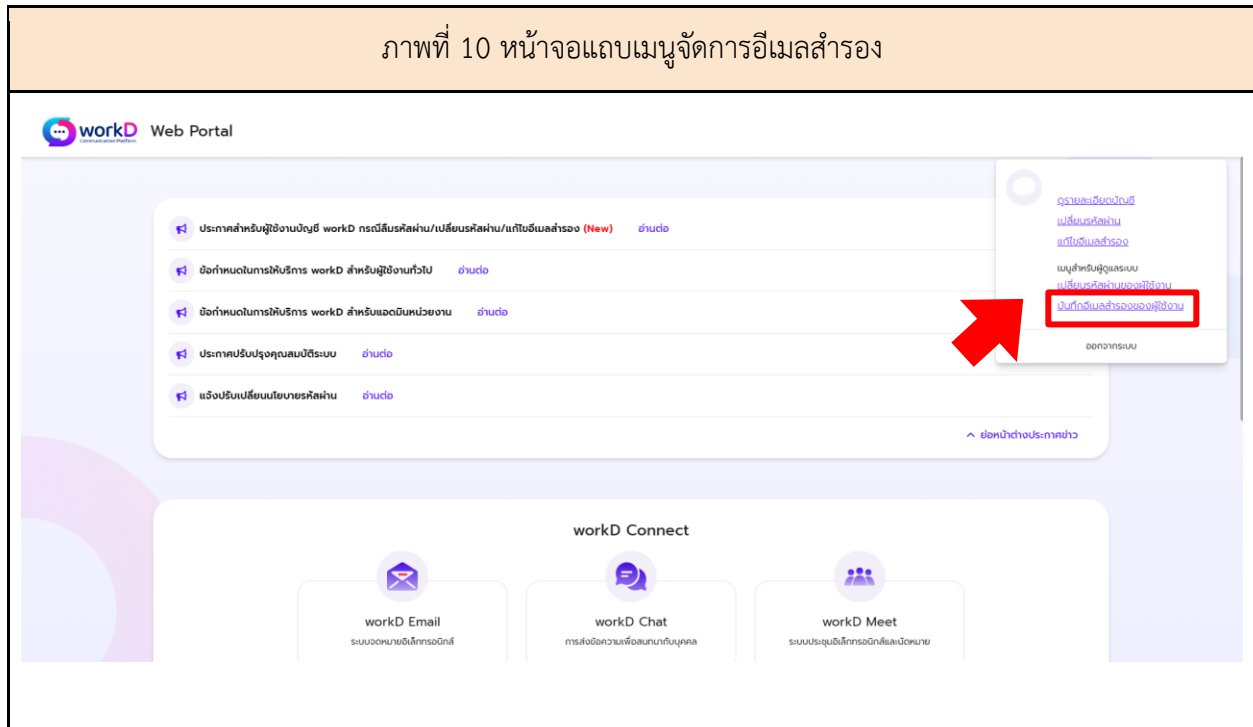 ภาพที่ 10 หน้าจอแถบเมนูจัดการอีเมลสำรอง
workD Web Portal
Communication Platform
ดูรายละเอียดบัญชี
เปลี่ยนรหัสผ่าน
แก้ไขอีเมลสำรอง
เมนูสำหรับผู้ดูแลระบบ
เปลี่ยนรหัสผ่านของผู้ใช้งาน
บันทึกอีเมลสำรองของผู้ใช้งาน
ออกจากระบบ
ประกาศสำหรับผู้ใช้งานบัญชี workD กรณีลืมรหัสผ่าน/เปลี่ยนรหัสผ่าน/แก้ไขอีเมลสำรอง (New) อ่านต่อ
ข้อกำหนดในการให้บริการ workD สำหรับผู้ใช้งานทั่วไป อ่านต่อ
ข้อกำหนดในการให้บริการ workD สำหรับแอดมินหน่วยงาน อ่านต่อ
ประกาศปรับปรุงคุณสมบัติระบบ อ่านต่อ
แจ้งปรับเปลี่ยนนโยบายรหัสผ่าน อ่านต่อ
ย่อหน้าต่างประกาศข่าว
workD Connect
workD Email
ระบบจดหมายอิเล็กทรอนิกส์
workD Chat
การส่งข้อความเพื่อสนทนากับบุคคล
workD Meet
ระบบประชุมอิเล็กทรอนิกส์และนัดหมาย